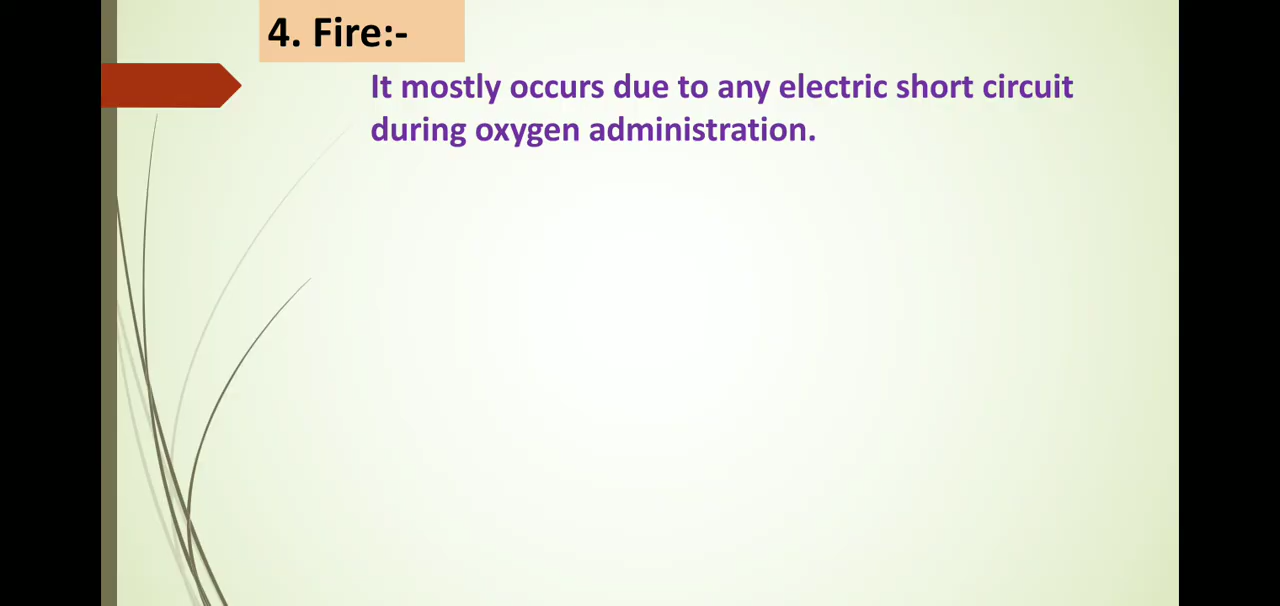 4. Fire:-
It mostly occurs due to any electric short circuit
during oxygen administration.